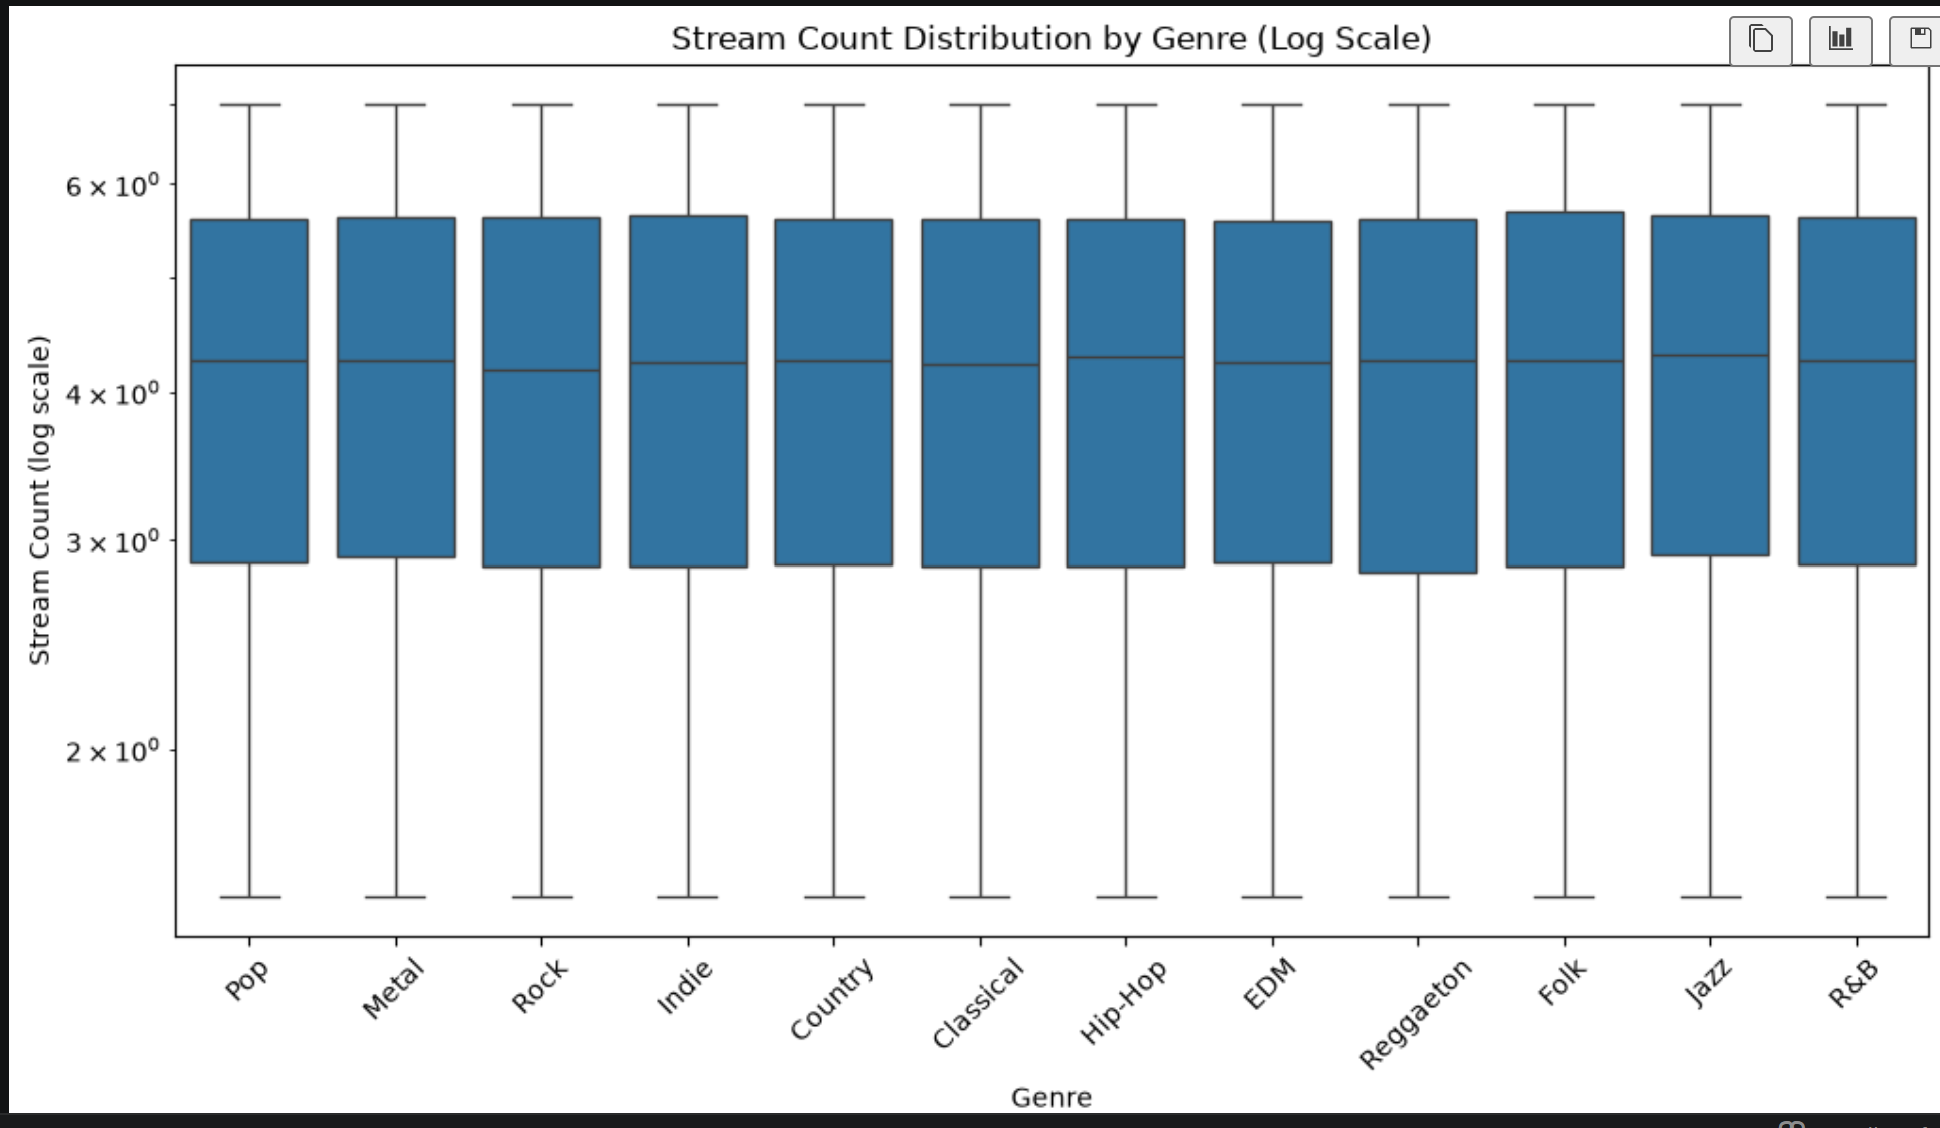 Stream Count Distribution by Genre (Log Scale)
Stream Count (log scale)
6 × 10⁰
4 × 10⁰
3 × 10⁰
2 × 10⁰
Pop
Metal
Rock
Indie
Country
Classical
Hip-Hop
EDM
Reggaeton
Folk
Jazz
R&B
Genre